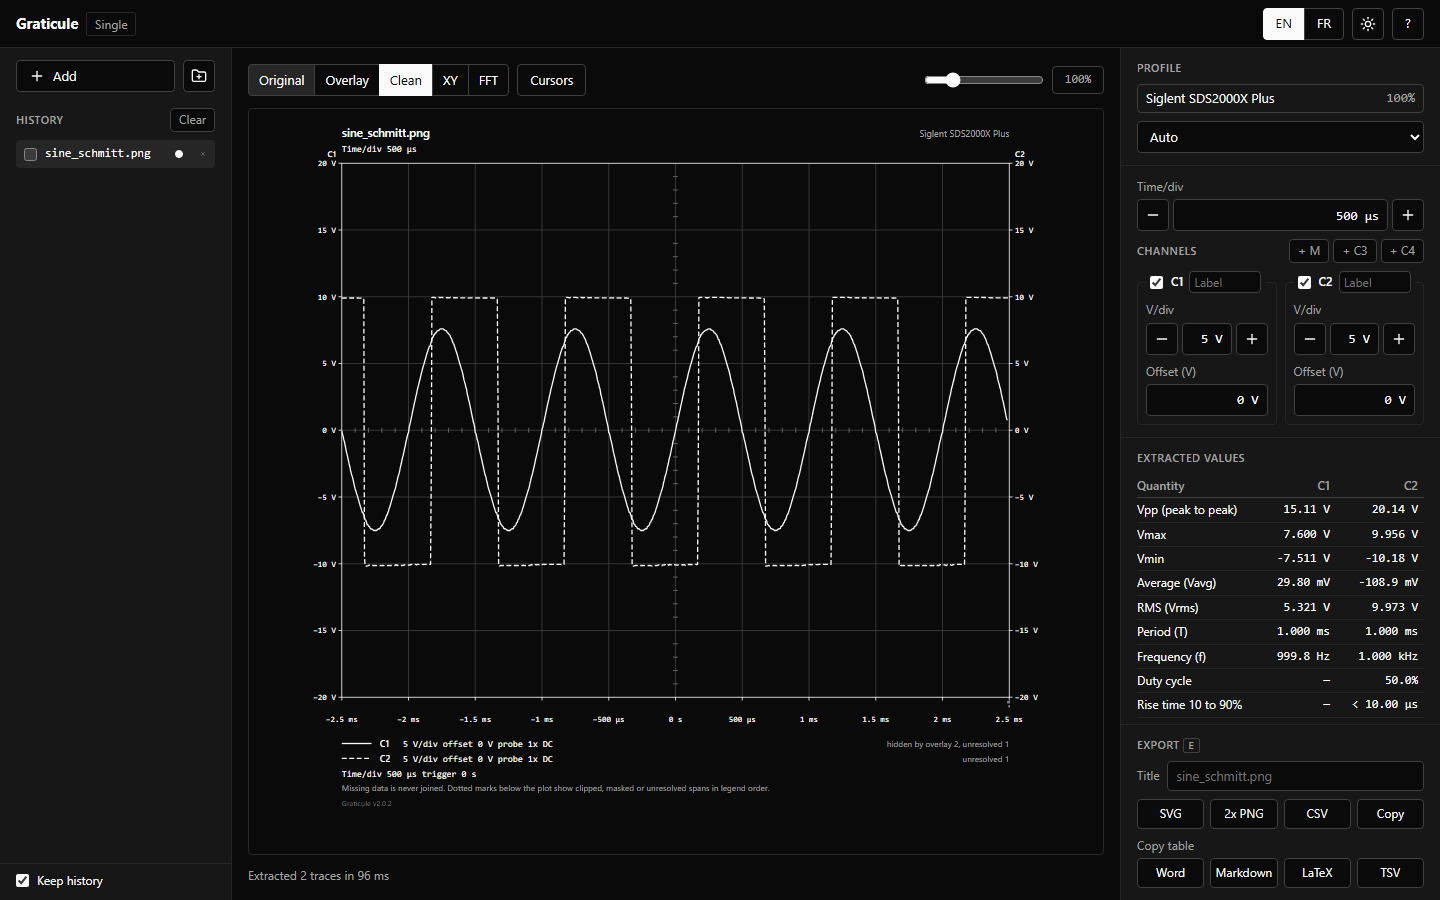 Graticule Single
EN FR ?
+ Add
HISTORY Clear
sine_schmitt.png ×
Keep history
Original Overlay Clean XY FFT Cursors
100%
sine_schmitt.png
Siglent SDS2000X Plus
Time/div 500 µs
C1 C2
20 V 20 V
15 V 15 V
10 V 10 V
5 V 5 V
0 V 0 V
-5 V -5 V
-10 V -10 V
-15 V -15 V
-20 V -20 V
-2.5 ms -2 ms -1.5 ms -1 ms -500 µs 0 s 500 µs 1 ms 1.5 ms 2 ms 2.5 ms
C1 5 V/div offset 0 V probe 1x DC hidden by overlay 2, unresolved 1
C2 5 V/div offset 0 V probe 1x DC unresolved 1
Time/div 500 µs trigger 0 s
Missing data is never joined. Dotted marks below the plot show clipped, masked or unresolved spans in legend order.
Graticule v2.0.2
Extracted 2 traces in 96 ms
PROFILE
Siglent SDS2000X Plus 100%
Auto
Time/div
− 500 µs +
CHANNELS + M + C3 + C4
C1 Label C2 Label
V/div V/div
− 5 V + − 5 V +
Offset (V) Offset (V)
0 V 0 V
EXTRACTED VALUES
Quantity C1 C2
Vpp (peak to peak) 15.11 V 20.14 V
Vmax 7.600 V 9.956 V
Vmin -7.511 V -10.18 V
Average (Vavg) 29.80 mV -108.9 mV
RMS (Vrms) 5.321 V 9.973 V
Period (T) 1.000 ms 1.000 ms
Frequency (f) 999.8 Hz 1.000 kHz
Duty cycle — 50.0%
Rise time 10 to 90% — < 10.00 µs
EXPORT E
Title sine_schmitt.png
SVG 2x PNG CSV Copy
Copy table
Word Markdown LaTeX TSV